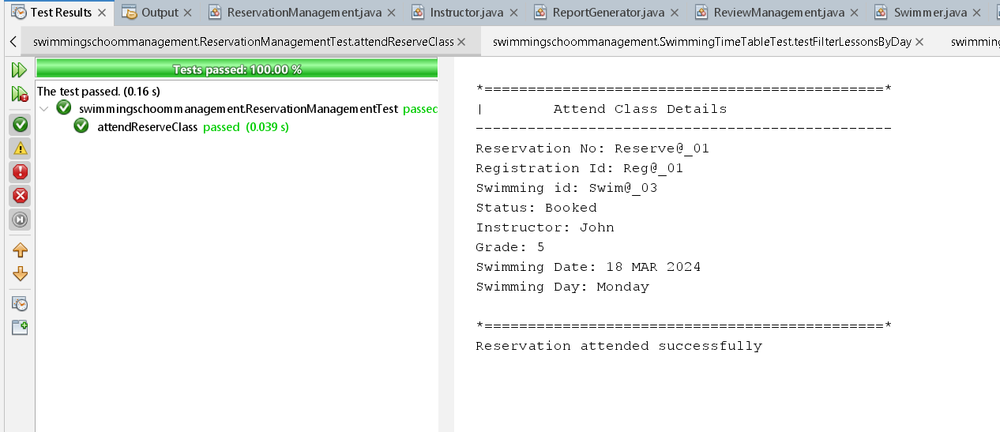 Test Results Output ReservationManagement.java Instructor.java ReportGenerator.java ReviewManagement.java Swimmer.java
swimmingschoommanagement.ReservationManagementTest.attendReserveClass swimmingschoommanagement.SwimmingTimeTableTest.testFilterLessonsByDay swimming
Tests passed: 100.00 %
The test passed. (0.16 s)
swimmingschoommanagement.ReservationManagementTest passed
attendReserveClass passed (0.039 s)
*===============================================*
| Attend Class Details
------------------------------------------------
Reservation No: Reserve@_01
Registration Id: Reg@_01
Swimming id: Swim@_03
Status: Booked
Instructor: John
Grade: 5
Swimming Date: 18 MAR 2024
Swimming Day: Monday
*===============================================*
Reservation attended successfully